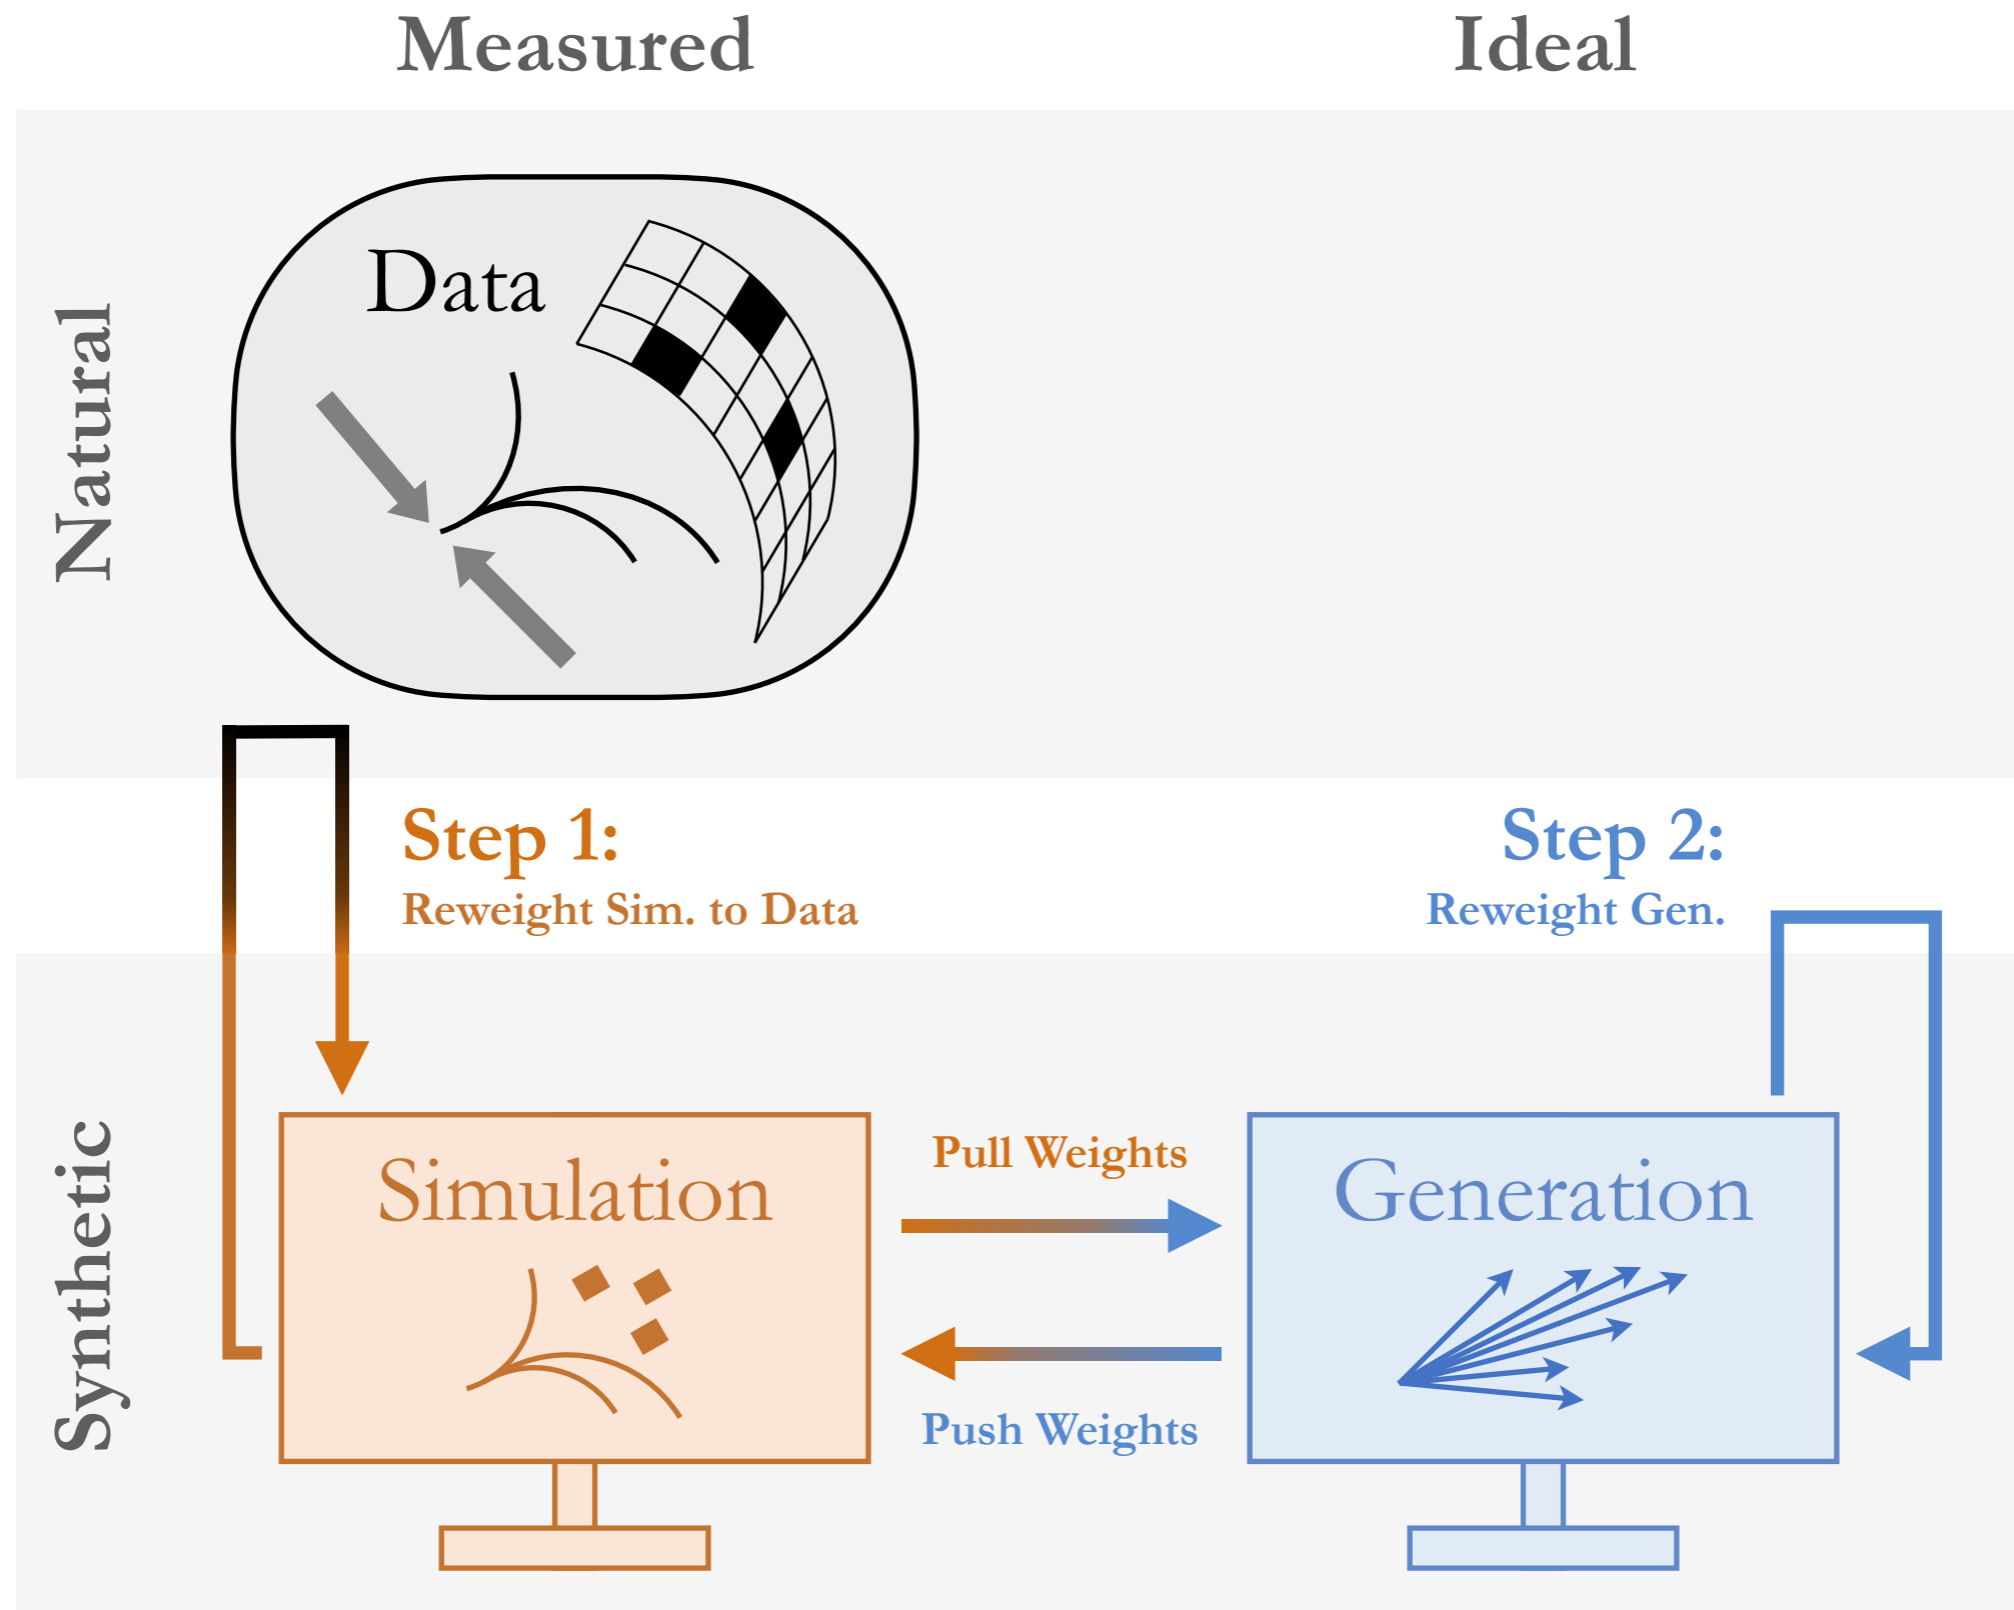 Measured
Ideal
Natural
Data
Step 1:
Reweight Sim. to Data
Step 2:
Reweight Gen.
Synthetic
Simulation
Pull Weights
Push Weights
Generation